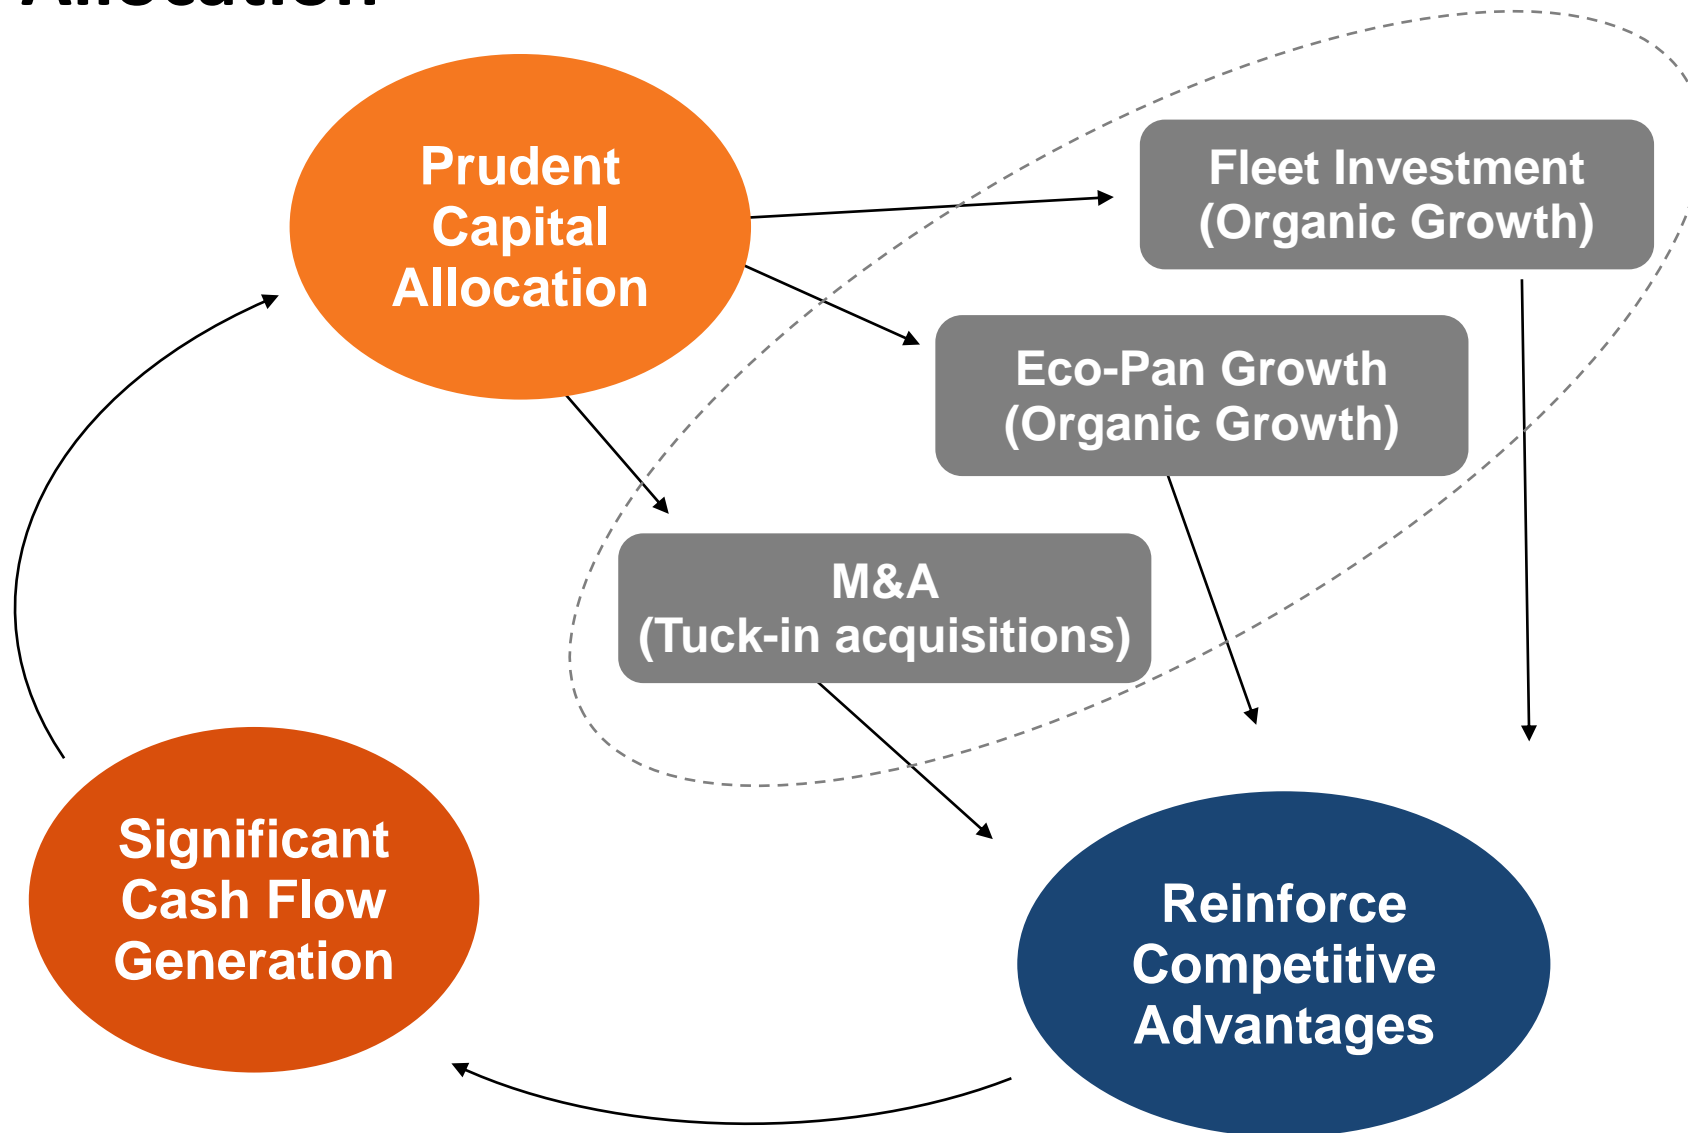 Allocation
Prudent
Capital
Allocation
Fleet Investment
(Organic Growth)
Eco-Pan Growth
(Organic Growth)
M&A
(Tuck-in acquisitions)
Significant
Cash Flow
Generation
Reinforce
Competitive
Advantages